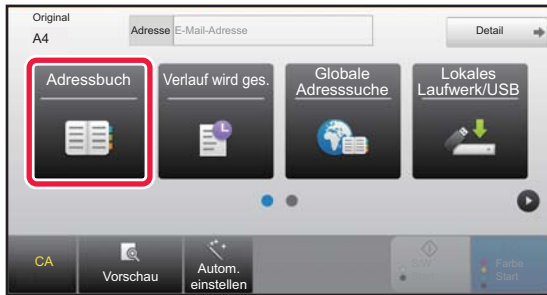 Original
A4
Adresse E-Mail-Adresse
Detail
Adressbuch
Verlauf wird ges.
Globale
Adresssuche
Lokales
Laufwerk/USB
CA
Vorschau
Autom.
einstellen
S/W
Start
Farbe
Start